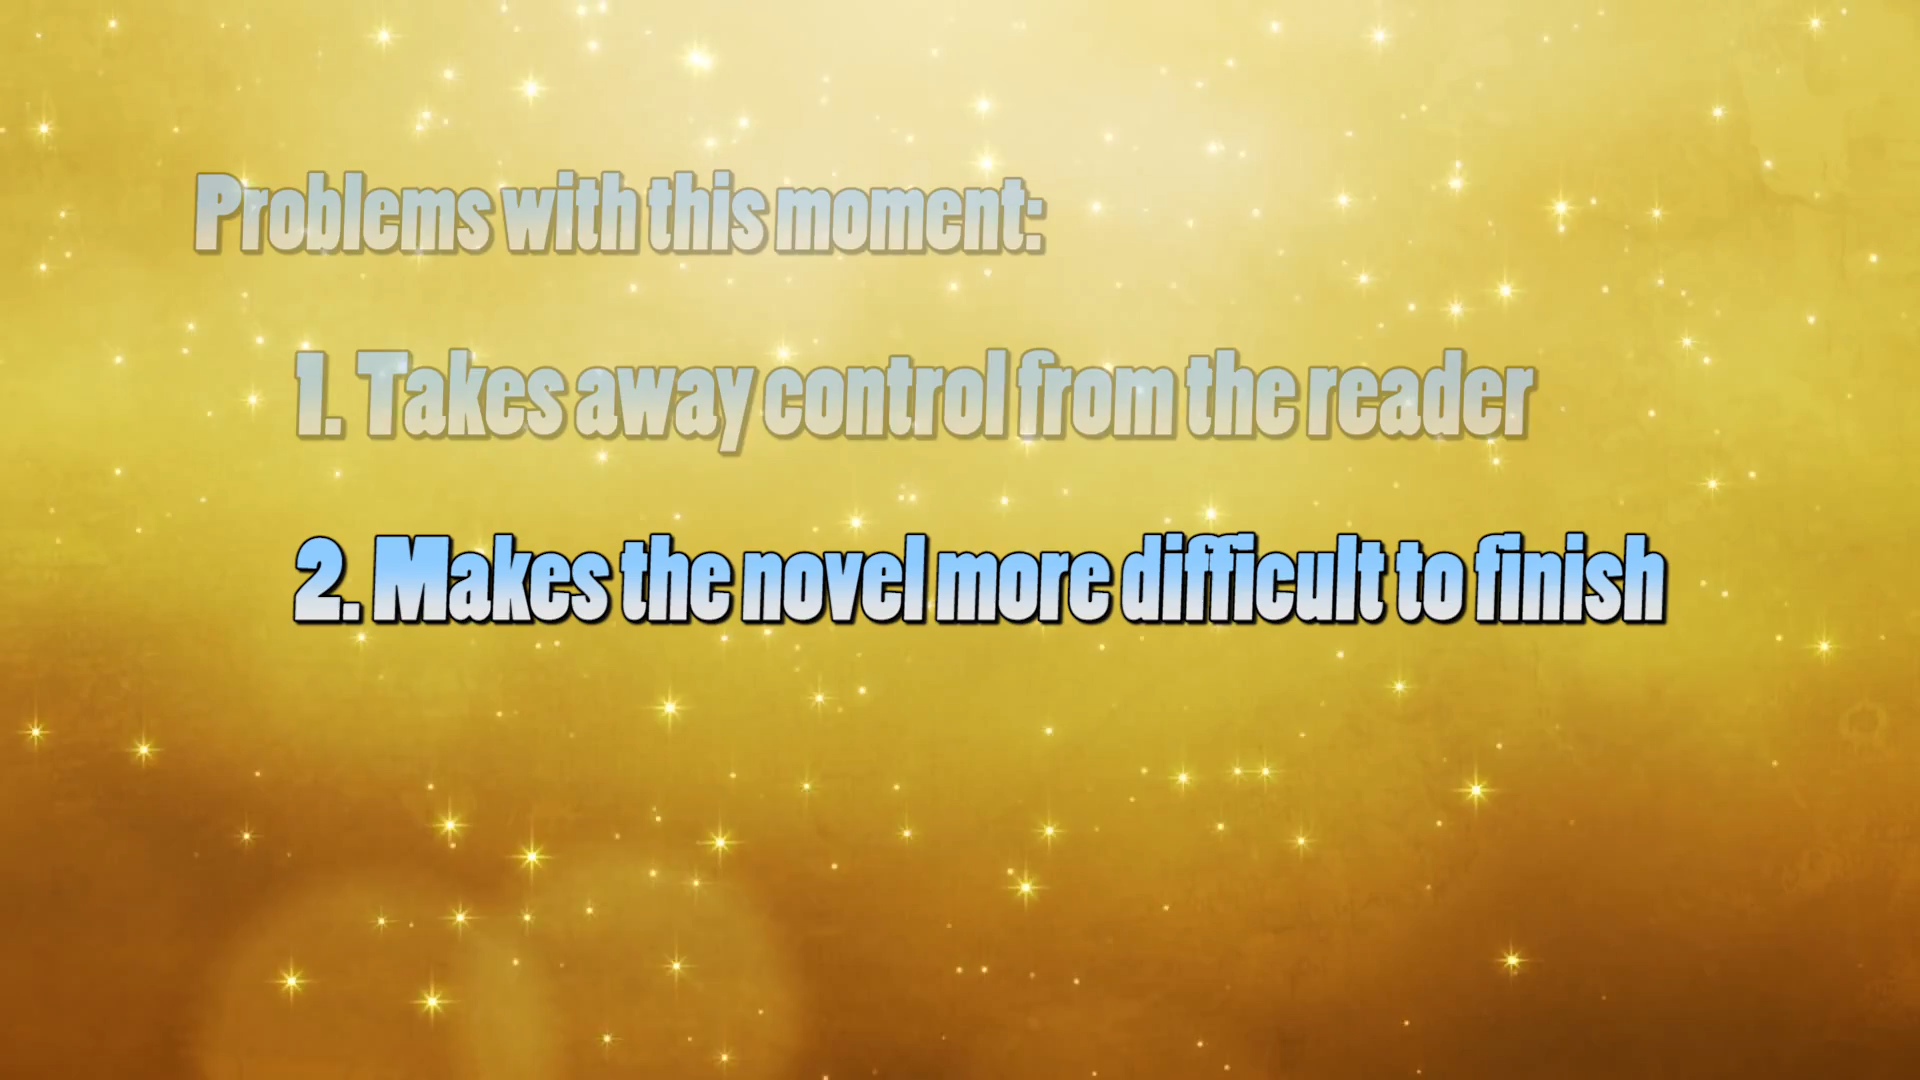 Problems with this moment:
1. Takes away control from the reader
2. Makes the novel more difficult to finish